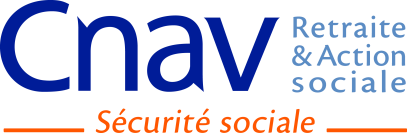 Cnav
Retraite
& Action
sociale
Sécurité sociale